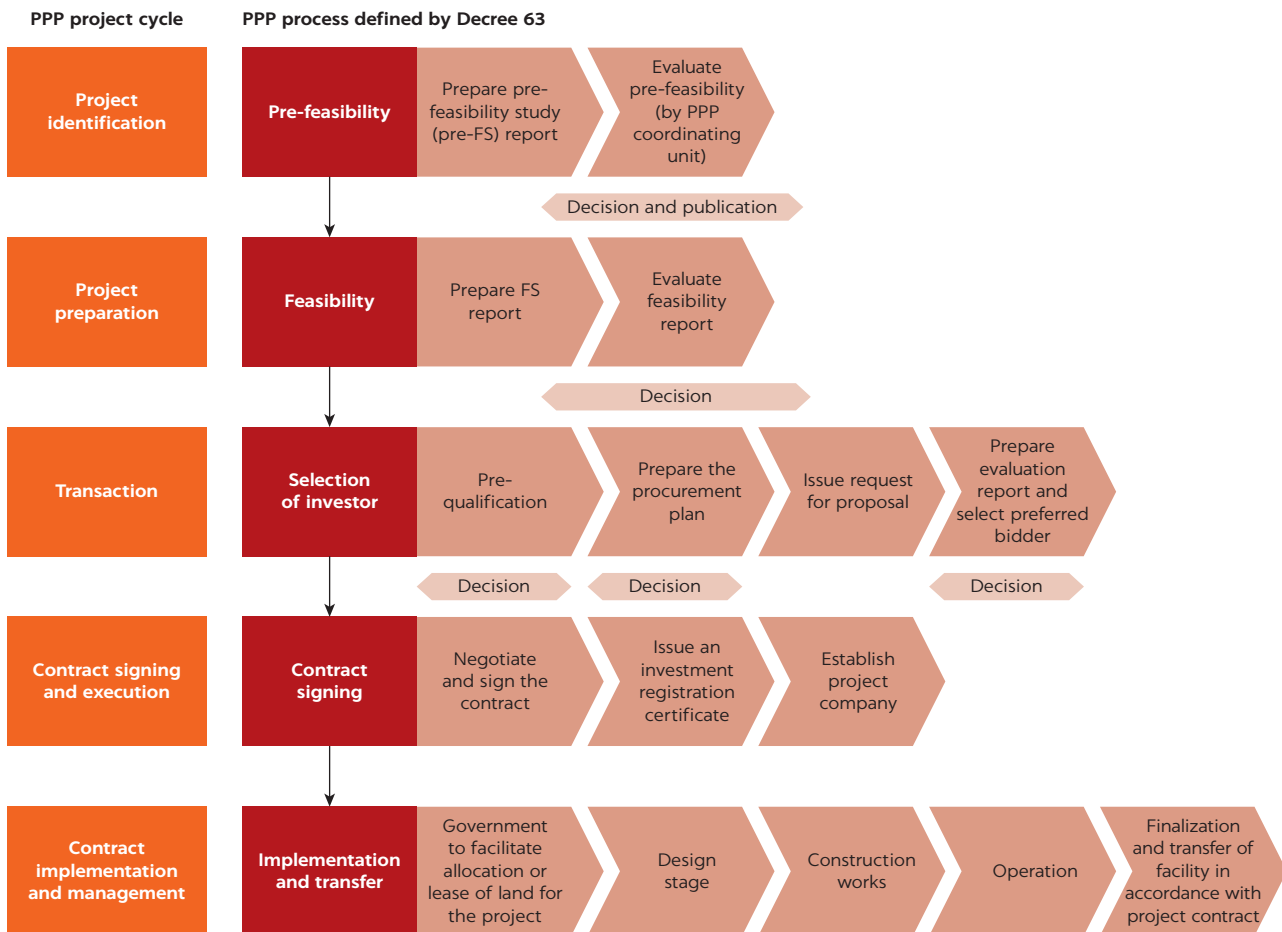 PPP project cycle
PPP process defined by Decree 63
Project
identification
Pre-feasibility
Prepare pre-
feasibility study
(pre-FS) report
Evaluate
pre-feasibility
(by PPP
coordinating
unit)
Decision and publication
Project
preparation
Feasibility
Prepare FS
report
Evaluate
feasibility
report
Decision
Transaction
Selection
of investor
Pre-
qualification
Prepare the
procurement
plan
Issue request
for proposal
Prepare
evaluation
report and
select preferred
bidder
Decision
Decision
Decision
Contract signing
and execution
Contract
signing
Negotiate
and sign the
contract
Issue an
investment
registration
certificate
Establish
project
company
Contract
implementation
and management
Implementation
and transfer
Government
to facilitate
allocation or
lease of land for
the project
Design
stage
Construction
works
Operation
Finalization
and transfer of
facility in
accordance with
project contract